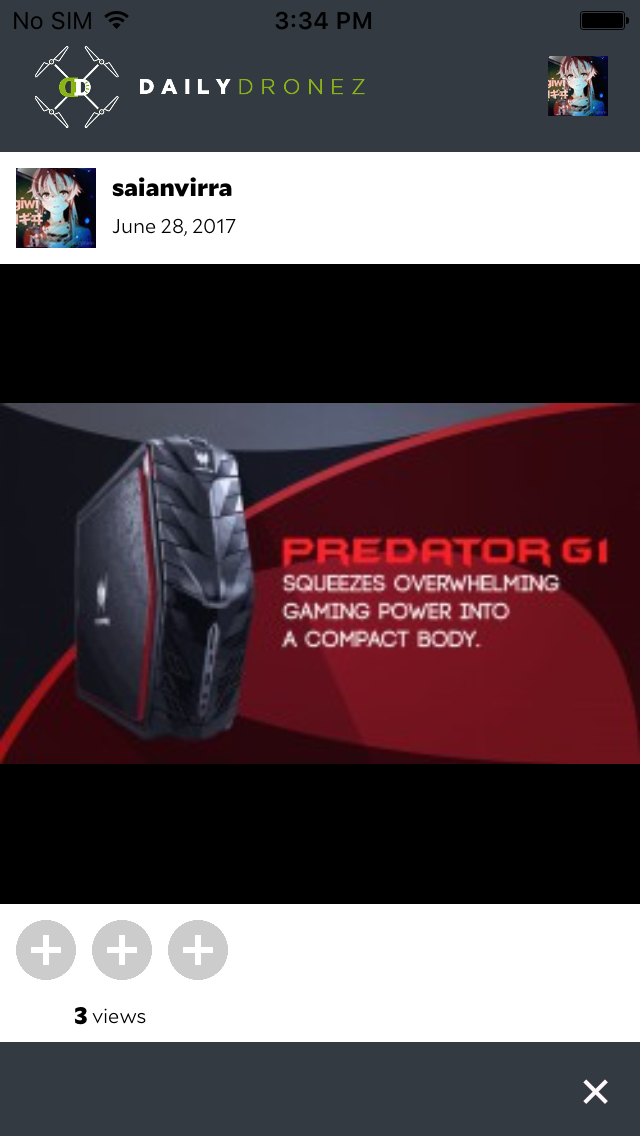 No SIM 3:34 PM
DAILYDRONEZ
saianvirra
June 28, 2017
PREDATOR G1
SQUEEZES OVERWHELMING
GAMING POWER INTO
A COMPACT BODY.
3 views